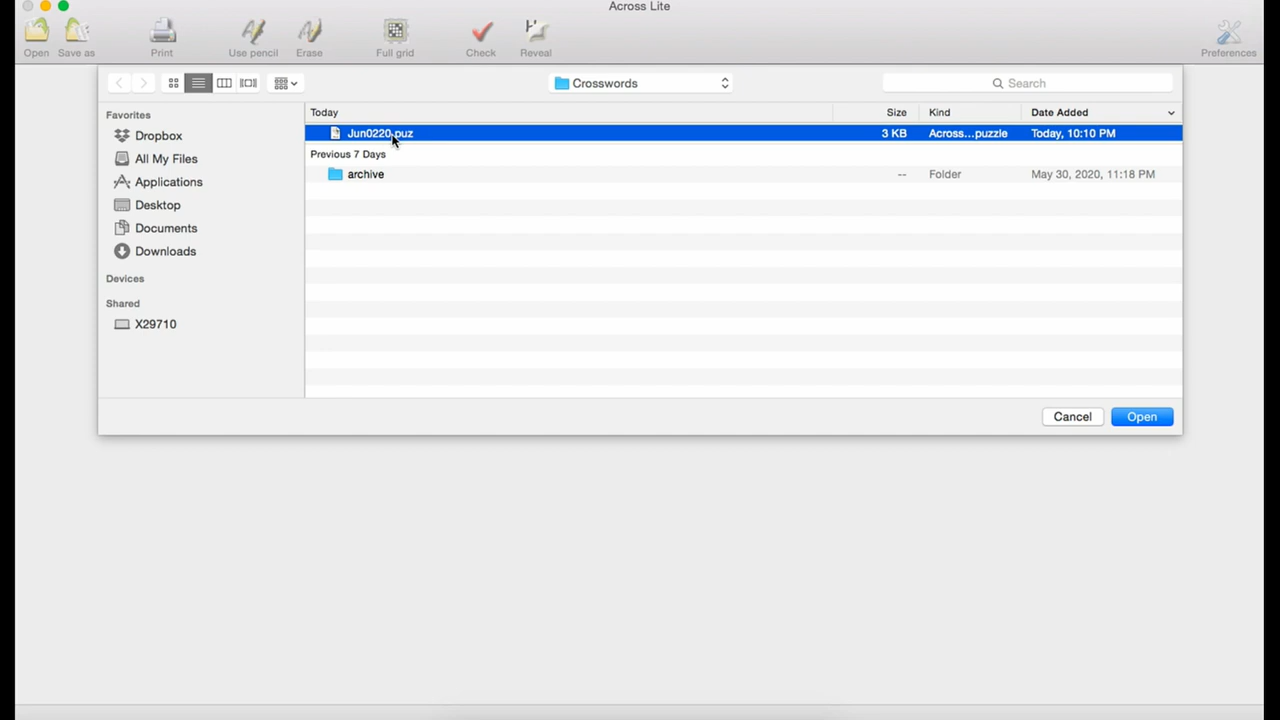 Across Lite
Open Save as Print Use pencil Erase Full grid Check Reveal Preferences
Crosswords Search
Favorites
Dropbox
All My Files
Applications
Desktop
Documents
Downloads
Devices
Shared
X29710
Today Size Kind Date Added
Jun0220.puz 3 KB Across...puzzle Today, 10:10 PM
Previous 7 Days
archive -- Folder May 30, 2020, 11:18 PM
Cancel Open